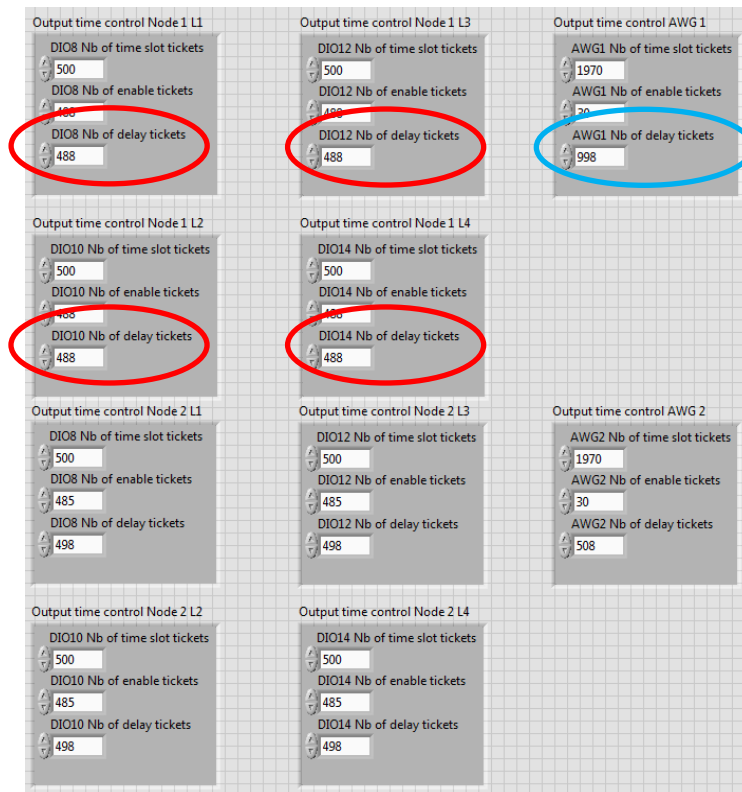 Output time control Node 1 L1
DIO8 Nb of time slot tickets
500
DIO8 Nb of enable tickets
488
DIO8 Nb of delay tickets
488
Output time control Node 1 L3
DIO12 Nb of time slot tickets
500
DIO12 Nb of enable tickets
488
DIO12 Nb of delay tickets
488
Output time control AWG 1
AWG1 Nb of time slot tickets
1970
AWG1 Nb of enable tickets
30
AWG1 Nb of delay tickets
998
Output time control Node 1 L2
DIO10 Nb of time slot tickets
500
DIO10 Nb of enable tickets
488
DIO10 Nb of delay tickets
488
Output time control Node 1 L4
DIO14 Nb of time slot tickets
500
DIO14 Nb of enable tickets
488
DIO14 Nb of delay tickets
488
Output time control Node 2 L1
DIO8 Nb of time slot tickets
500
DIO8 Nb of enable tickets
485
DIO8 Nb of delay tickets
498
Output time control Node 2 L3
DIO12 Nb of time slot tickets
500
DIO12 Nb of enable tickets
485
DIO12 Nb of delay tickets
498
Output time control AWG 2
AWG2 Nb of time slot tickets
1970
AWG2 Nb of enable tickets
30
AWG2 Nb of delay tickets
508
Output time control Node 2 L2
DIO10 Nb of time slot tickets
500
DIO10 Nb of enable tickets
485
DIO10 Nb of delay tickets
498
Output time control Node 2 L4
DIO14 Nb of time slot tickets
500
DIO14 Nb of enable tickets
485
DIO14 Nb of delay tickets
498